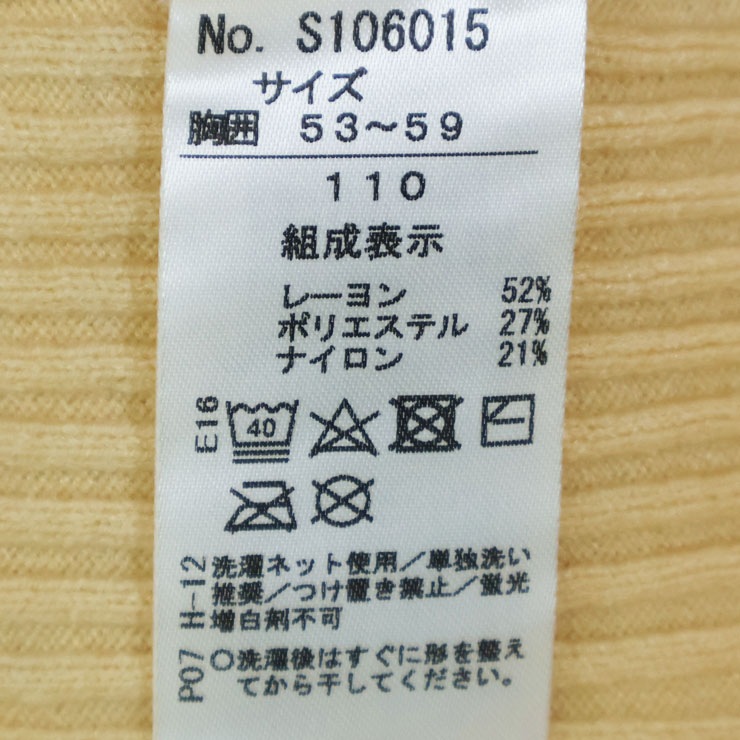 No. S106015
サイズ
胸囲 53~59
110
組成表示
レーヨン 52%
ポリエステル 27%
ナイロン 21%
E16 40
H-12 洗濯ネット使用/単独洗い
推奨/つけ置き禁止/蛍光
増白剤不可
P07 ○洗濯後はすぐに形を整え
てから干してください。